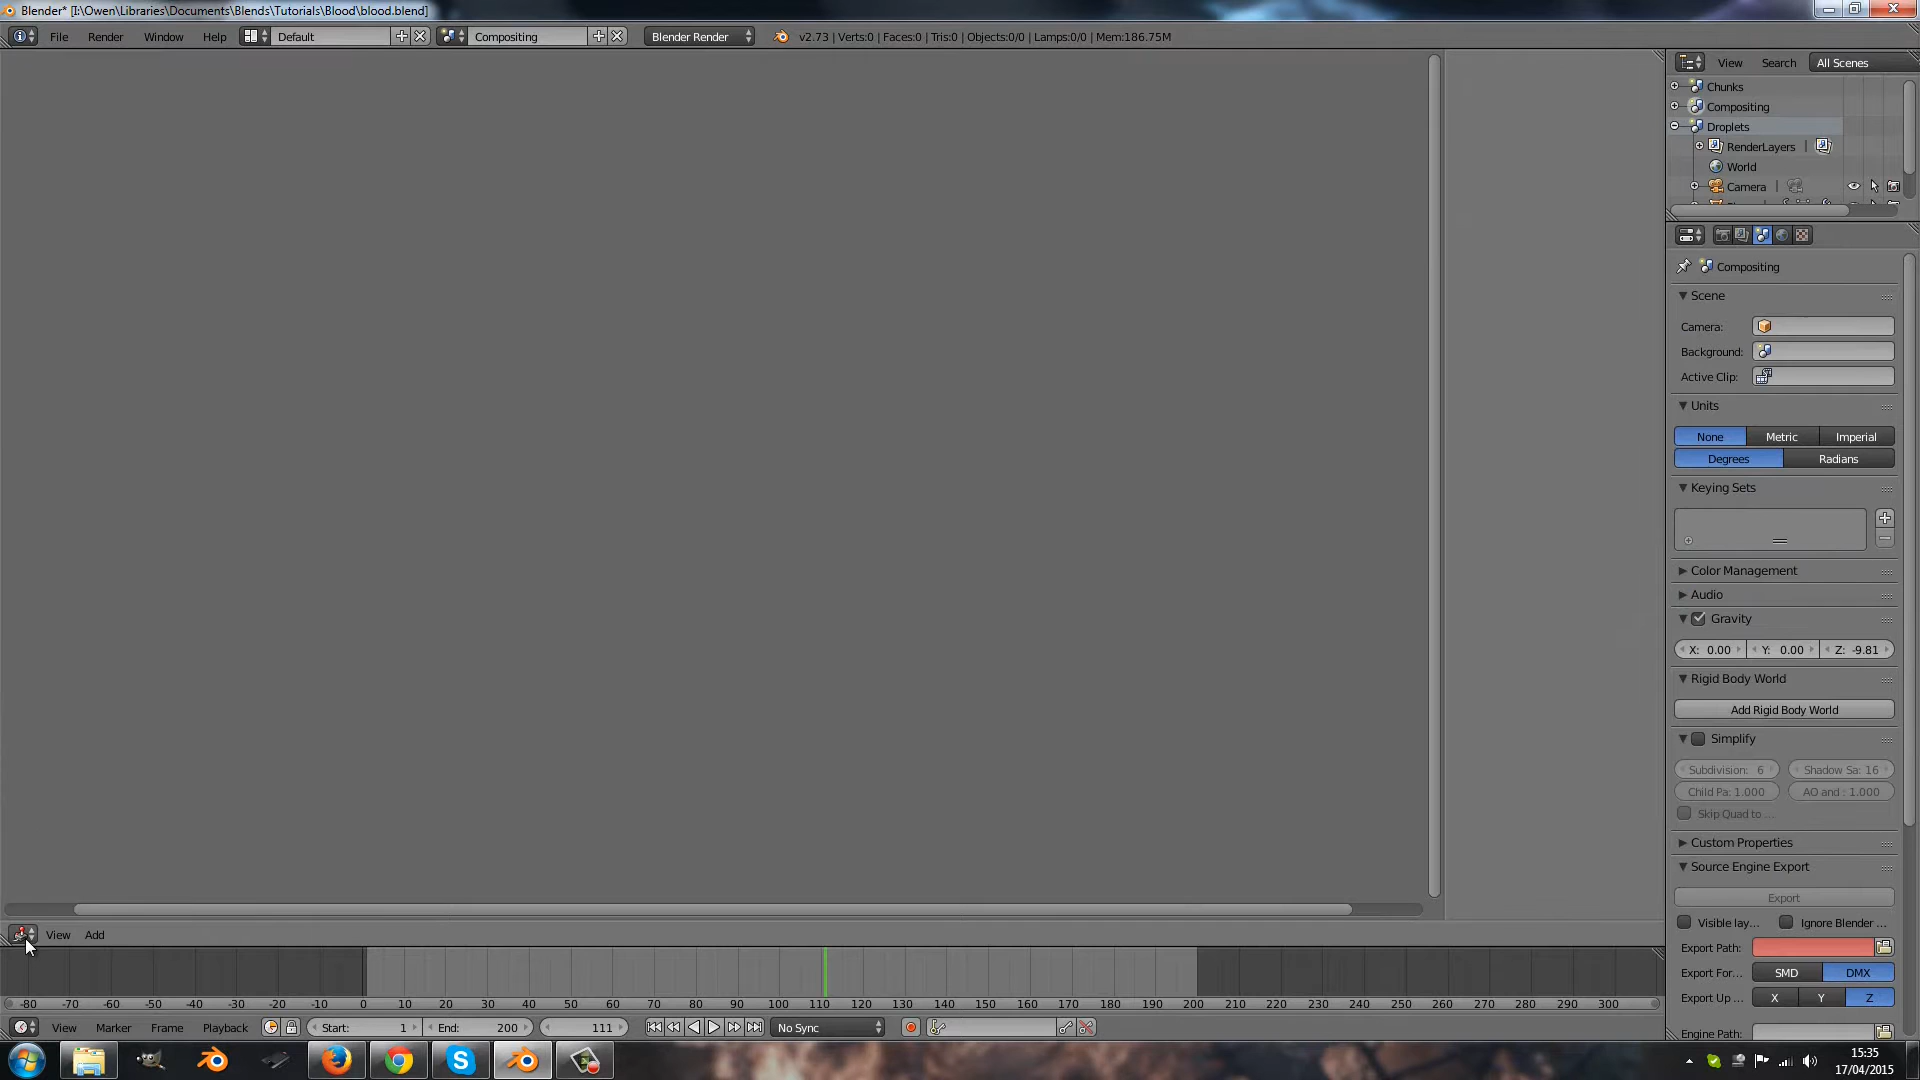 Blender* [I:\Owen\Libraries\Documents\Blends\Tutorials\Blood\blood.blend]
File Render Window Help Default Compositing Blender Render v2.73 | Verts:0 | Faces:0 | Tris:0 | Objects:0/0 | Lamps:0/0 | Mem:186.75M
View Search All Scenes
Chunks
Compositing
Droplets
RenderLayers |
World
Camera |
Compositing
Scene
Camera:
Background:
Active Clip:
Units
None Metric Imperial
Degrees Radians
Keying Sets
Color Management
Audio
Gravity
X: 0.00 Y: 0.00 Z: -9.81
Rigid Body World
Add Rigid Body World
Simplify
Subdivision: 6 Shadow Sa: 16
Child Pa: 1.000 AO and : 1.000
Skip Quad to ...
Custom Properties
Source Engine Export
Export
Visible lay... Ignore Blender ...
Export Path:
Export For... SMD DMX
Export Up ... X Y Z
Engine Path:
View Add
-80 -70 -60 -50 -40 -30 -20 -10 0 10 20 30 40 50 60 70 80 90 100 110 120 130 140 150 160 170 180 190 200 210 220 230 240 250 260 270 280 290 300
View Marker Frame Playback Start: 1 End: 200 111 No Sync
15:35
17/04/2015